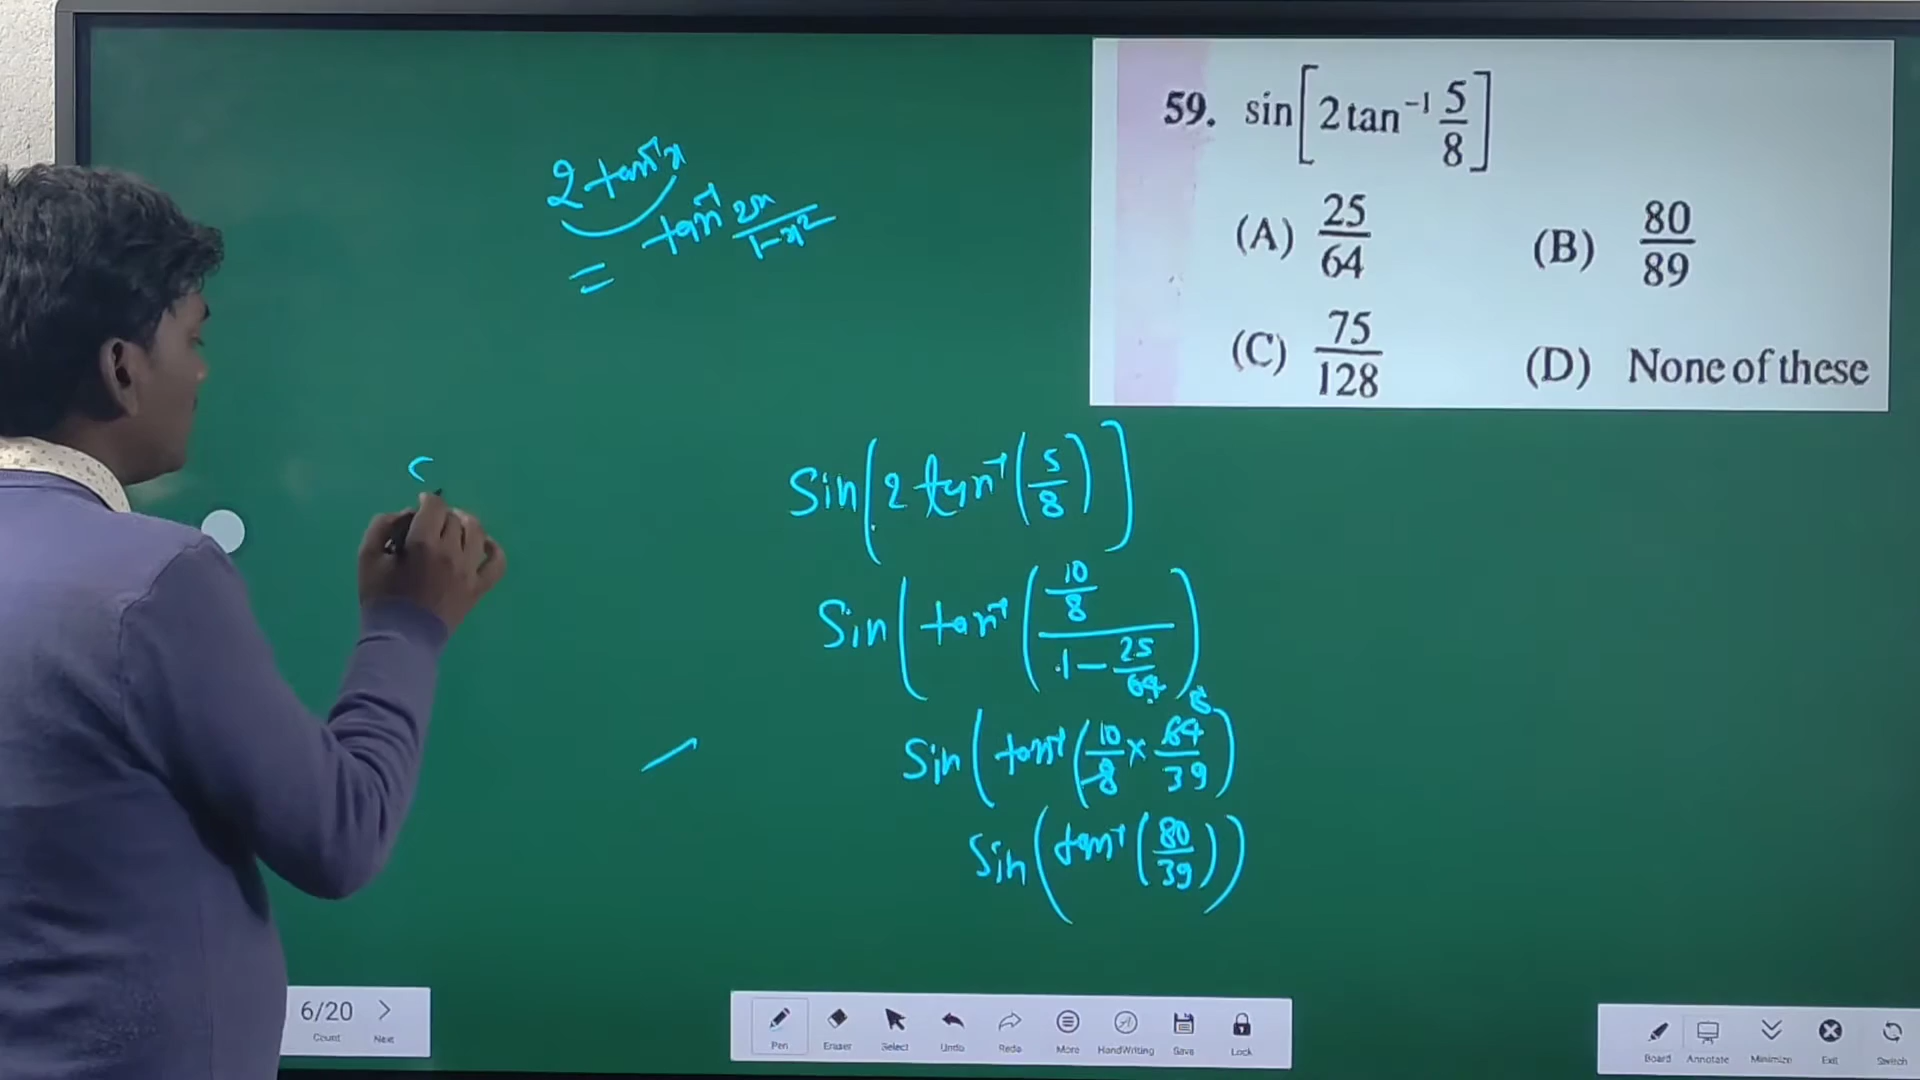 59. sin[2 tan⁻¹ 5/8]
(A) 25/64 (B) 80/89
(C) 75/128 (D) None of these
2 tan⁻¹x
= tan⁻¹ 2x/1-x²
Sin(2 tan⁻¹(5/8)]
Sin(tan⁻¹(10/8/1-25/64)
Sin(tan⁻¹(10/8 × 64/39)
8
Sin(tan⁻¹(80/39))
6/20
Count Next
Pen Eraser Select Undo Redo More HandWriting Save Lock
Board Annotate Minimize Exit Switch